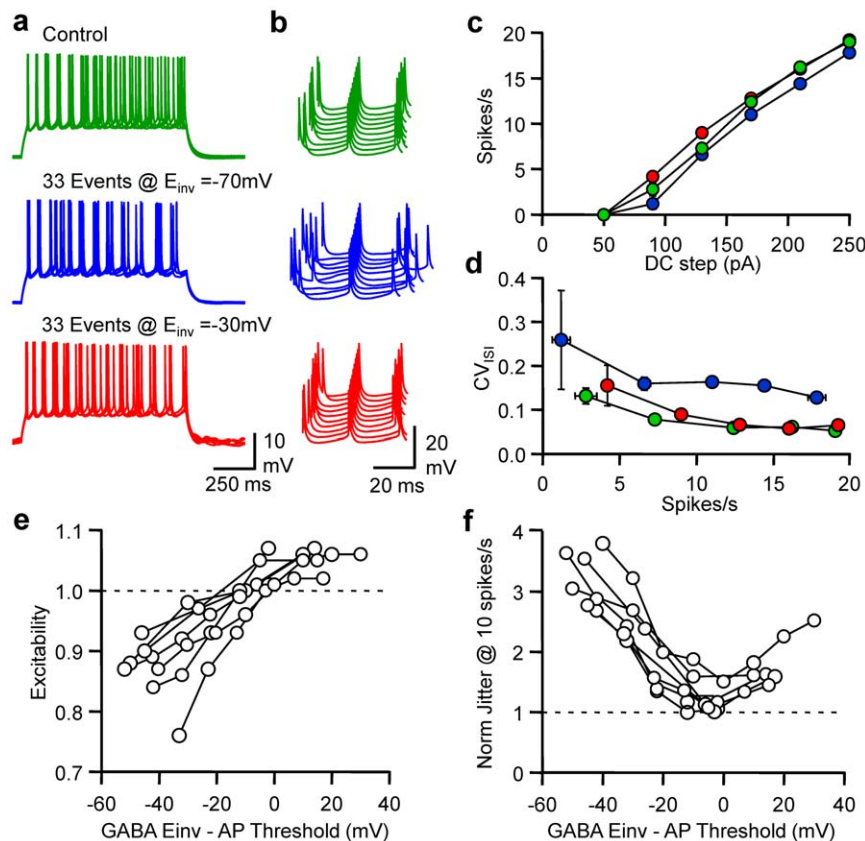 a
Control
33 Events @ Einv =-70mV
33 Events @ Einv =-30mV
10
mV
250 ms
b
20
mV
20 ms
c
Spikes/s
20
15
10
5
0
0
50
100
150
200
250
DC step (pA)
d
CVISI
0.4
0.3
0.2
0.1
0.0
0
5
10
15
20
Spikes/s
e
Excitability
1.1
1.0
0.9
0.8
0.7
-60
-40
-20
0
20
40
GABA Einv - AP Threshold (mV)
f
Norm Jitter @ 10 spikes/s
4
3
2
1
0
-60
-40
-20
0
20
40
GABA Einv - AP Threshold (mV)